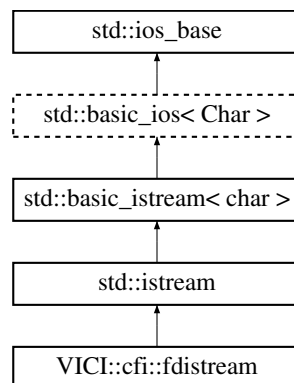 std::ios_base
std::basic_ios< Char >
std::basic_istream< char >
std::istream
VICI::cfi::fdistream